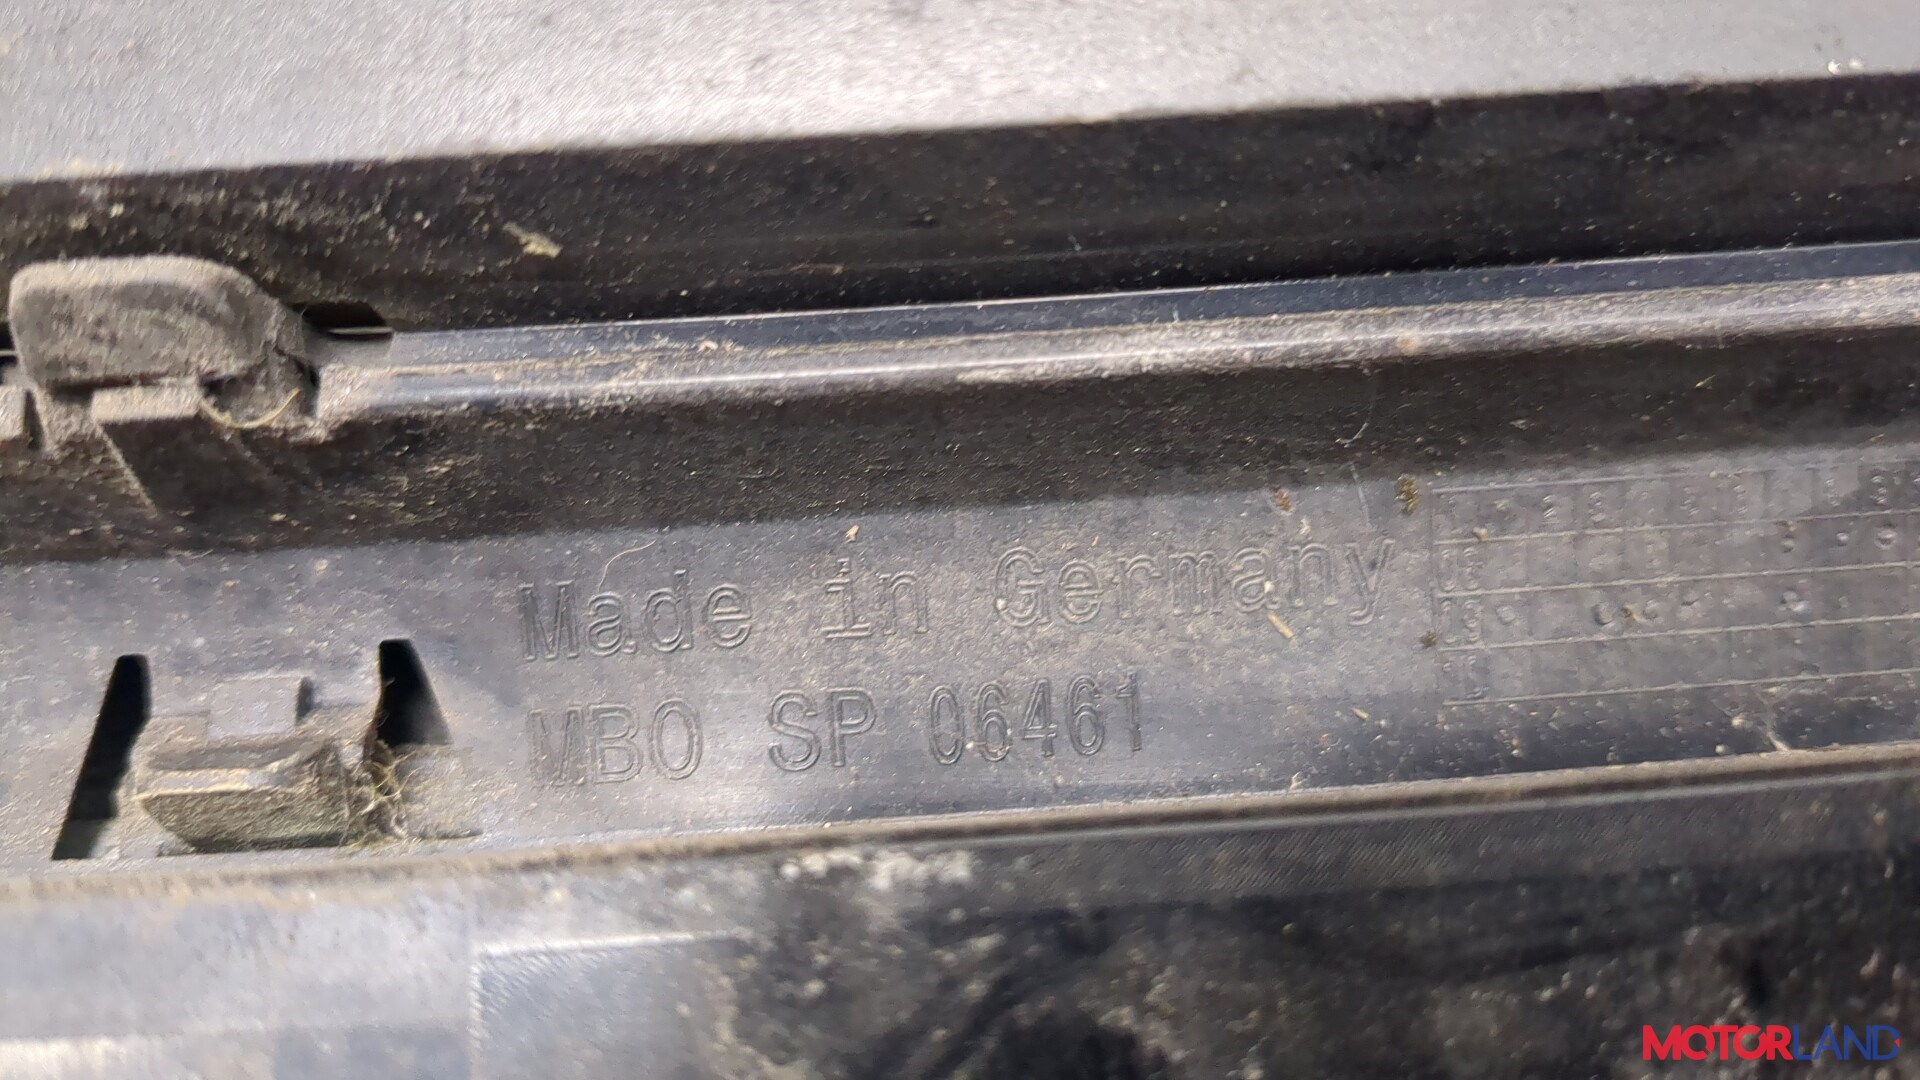 Made in Germany
MBO SP 06461
MOTORLAND